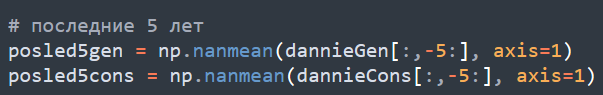 # последние 5 лет
posled5gen = np.nanmean(dannieGen[:,-5:], axis=1)
posled5cons = np.nanmean(dannieCons[:,-5:], axis=1)